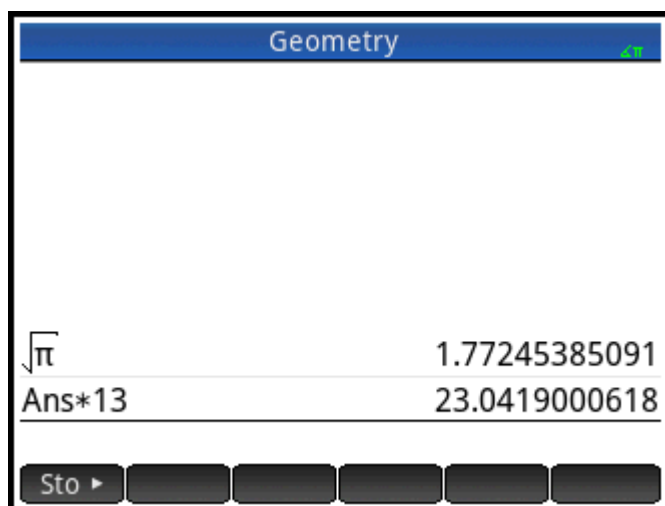 Geometry
∡π
√π
1.77245385091
Ans*13
23.0419000618
Sto ►